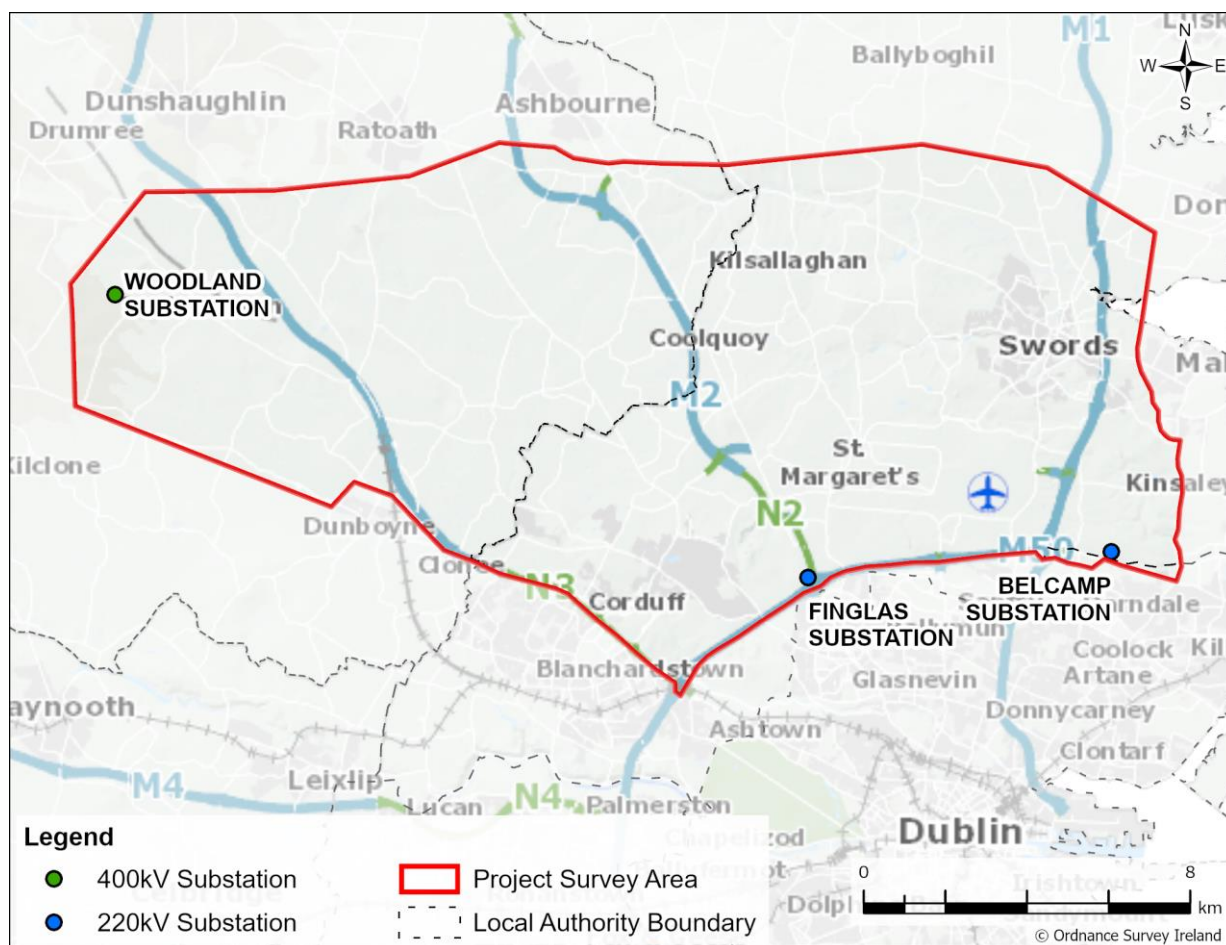 M1
Ballyboghil
N
W
E
S
Dunshaughlin
Ashbourne
Drumree
Ratoath
Kilsallaghan
WOODLAND
SUBSTATION
Coolquoy
Swords
M2
St.
Margaret's
Kilclone
Kinsaley
N2
Dunboyne
M50
Clonee
N3
Corduff
FINGLAS
SUBSTATION
BELCAMP
SUBSTATION
Blanchardstown
Coolock
Glasnevin
Artane
aynooth
Ashtown
Donnycarney
Clontarf
M4
Leixlip
Lucan
N4
Palmerston
Chapelizod
Dublin
Legend
400kV Substation
Project Survey Area
220kV Substation
Local Authority Boundary
0
8
km
© Ordnance Survey Ireland